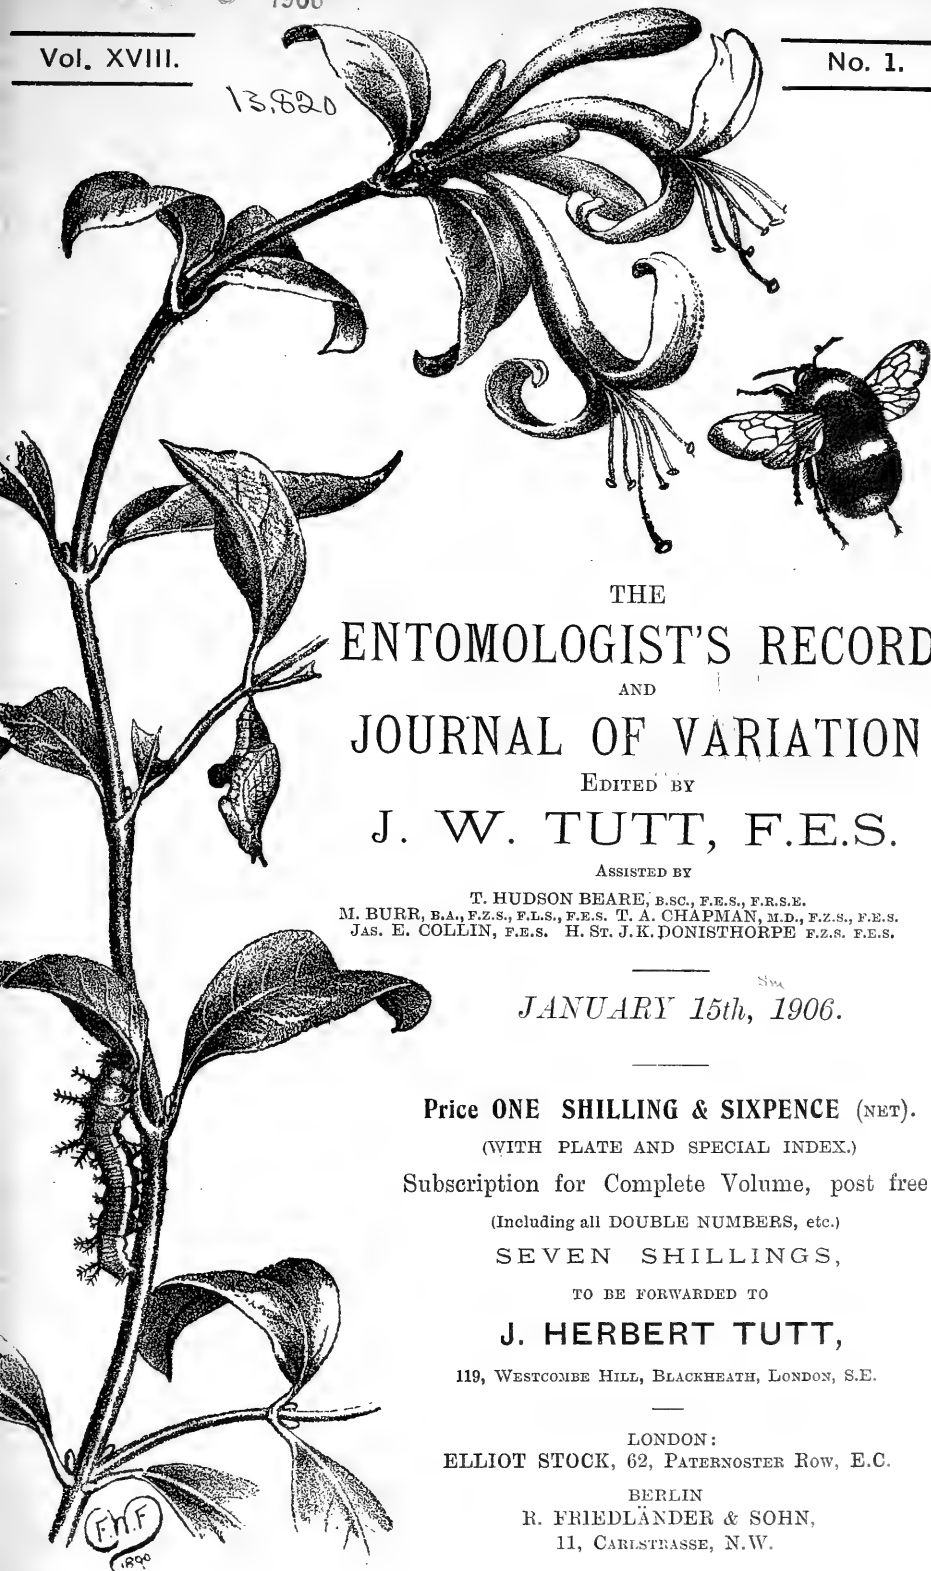 1906
Vol. XVIII.
No. 1.
13,820
THE
ENTOMOLOGIST'S RECORD
AND
JOURNAL OF VARIATION
EDITED BY
J. W. TUTT, F.E.S.
ASSISTED BY
T. HUDSON BEARE, B.SC., F.E.S., F.R.S.E.
M. BURR, B.A., F.Z.S., F.L.S., F.E.S. T. A. CHAPMAN, M.D., F.Z.S., F.E.S.
JAS. E. COLLIN, F.E.S. H. ST. J. K. DONISTHORPE F.Z.S. F.E.S.
JANUARY 15th, 1906.
Price ONE SHILLING & SIXPENCE (NET).
(WITH PLATE AND SPECIAL INDEX.)
Subscription for Complete Volume, post free
(Including all DOUBLE NUMBERS, etc.)
SEVEN SHILLINGS,
TO BE FORWARDED TO
J. HERBERT TUTT,
119, WESTCOMBE HILL, BLACKHEATH, LONDON, S.E.
LONDON:
ELLIOT STOCK, 62, PATERNOSTER ROW, E.C.
BERLIN
R. FRIEDLÄNDER & SOHN,
11, CARLSTRASSE, N.W.
F.W.F
1890